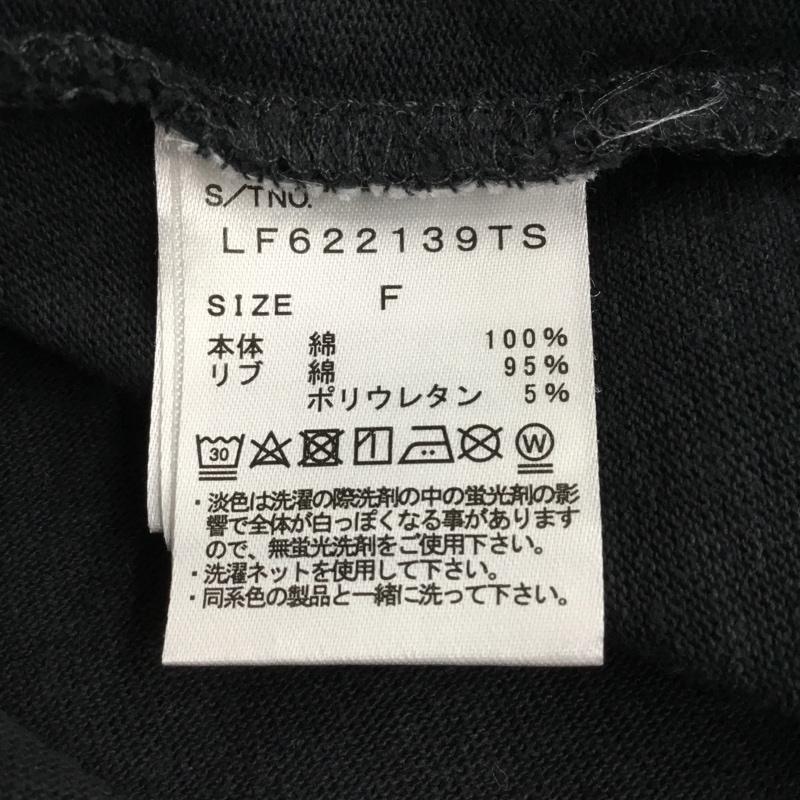 S/TNO.
LF622139TS
SIZE F
本体 綿 100%
リブ 綿 95%
ポリウレタン 5%
30 W
・淡色は洗濯の際洗剤の中の蛍光剤の影
響で全体が白っぽくなる事があります
ので、無蛍光洗剤をご使用下さい。
・洗濯ネットを使用して下さい。
・同系色の製品と一緒に洗って下さい。